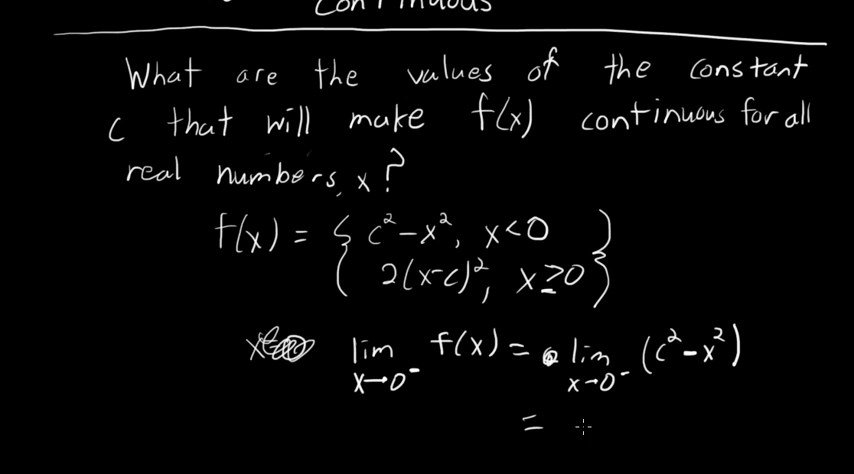 Continuous
What are the values of the constant
c that will make f(x) continuous for all
real numbers, x?
f(x) = { c² - x², x < 0
2(x-c)², x ≥ 0 }
lim x→0⁻ f(x) = lim x→0⁻ (c² - x²)
=